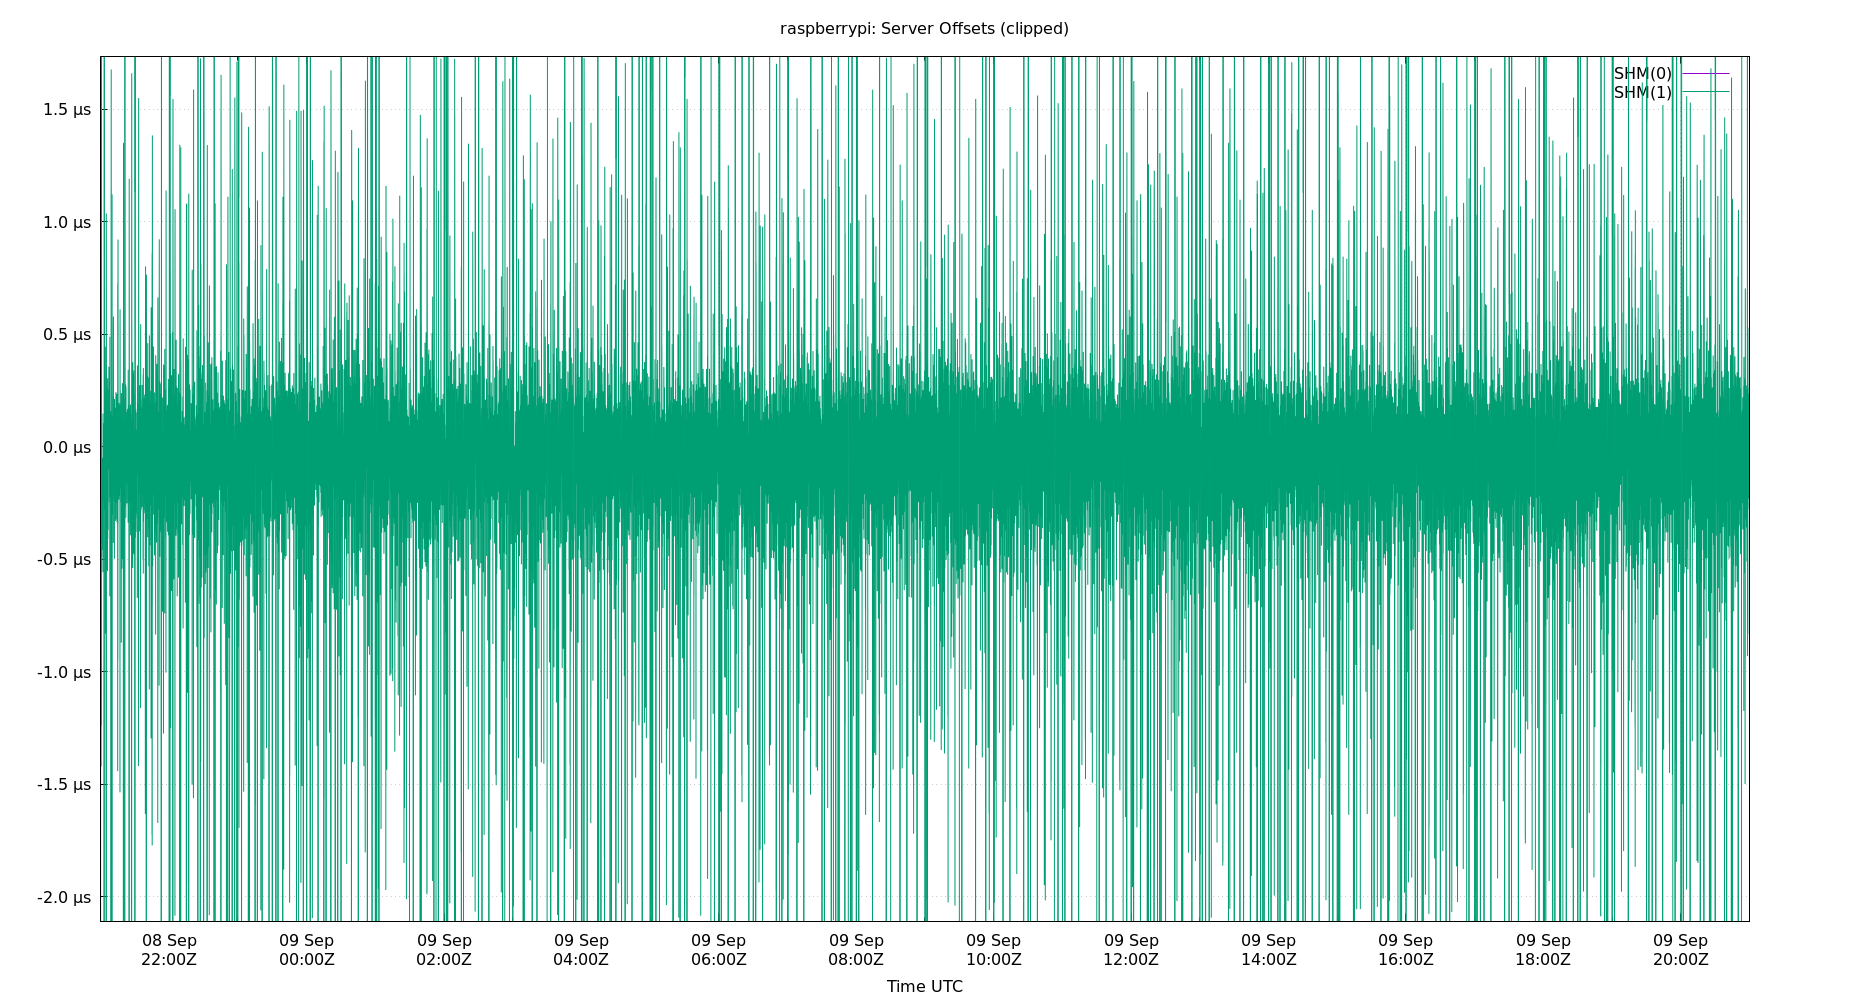 raspberrypi: Server Offsets (clipped)
SHM(0)
SHM(1)
1.5 µs
1.0 µs
0.5 µs
0.0 µs
-0.5 µs
-1.0 µs
-1.5 µs
-2.0 µs
08 Sep 09 Sep 09 Sep 09 Sep 09 Sep 09 Sep 09 Sep 09 Sep 09 Sep 09 Sep 09 Sep 09 Sep
22:00Z 00:00Z 02:00Z 04:00Z 06:00Z 08:00Z 10:00Z 12:00Z 14:00Z 16:00Z 18:00Z 20:00Z
Time UTC